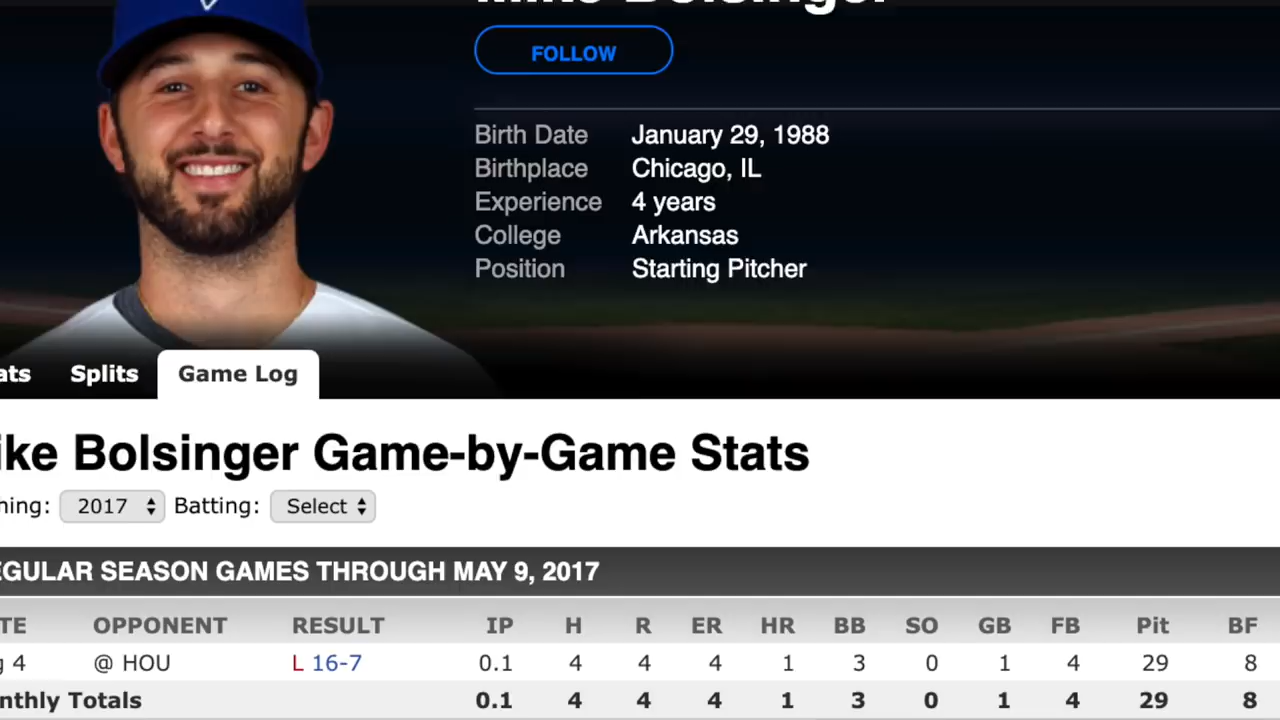 Mike Bolsinger
FOLLOW
Birth Date January 29, 1988
Birthplace Chicago, IL
Experience 4 years
College Arkansas
Position Starting Pitcher
ats Splits Game Log
ike Bolsinger Game-by-Game Stats
hing: 2017 Batting: Select
EGULAR SEASON GAMES THROUGH MAY 9, 2017
TE OPPONENT RESULT IP H R ER HR BB SO GB FB Pit BF
g 4 @ HOU L 16-7 0.1 4 4 4 1 3 0 1 4 29 8
nthly Totals 0.1 4 4 4 1 3 0 1 4 29 8